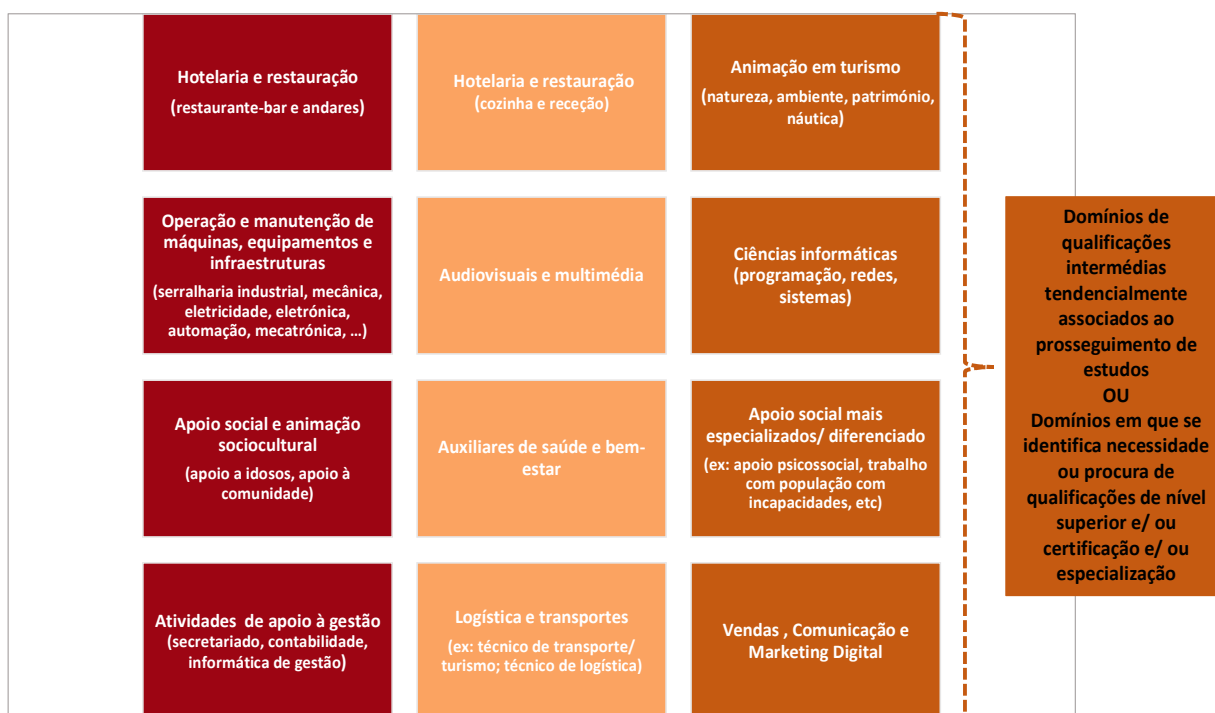 Hotelaria e restauração
(restaurante-bar e andares)
Hotelaria e restauração
(cozinha e receção)
Animação em turismo
(natureza, ambiente, património,
náutica)
Operação e manutenção de
máquinas, equipamentos e
infraestruturas
(serralharia industrial, mecânica,
eletricidade, eletrónica,
automação, mecatrónica, ...)
Audiovisuais e multimédia
Ciências informáticas
(programação, redes,
sistemas)
Apoio social e animação
sociocultural
(apoio a idosos, apoio à
comunidade)
Auxiliares de saúde e bem-
estar
Apoio social mais
especializados/ diferenciado
(ex: apoio psicossocial, trabalho
com população com
incapacidades, etc)
Atividades de apoio à gestão
(secretariado, contabilidade,
informática de gestão)
Logística e transportes
(ex: técnico de transporte/
turismo; técnico de logística)
Vendas , Comunicação e
Marketing Digital
Domínios de
qualificações
intermédias
tendencialmente
associados ao
prosseguimento de
estudos
OU
Domínios em que se
identifica necessidade
ou procura de
qualificações de nível
superior e/ ou
certificação e/ ou
especialização